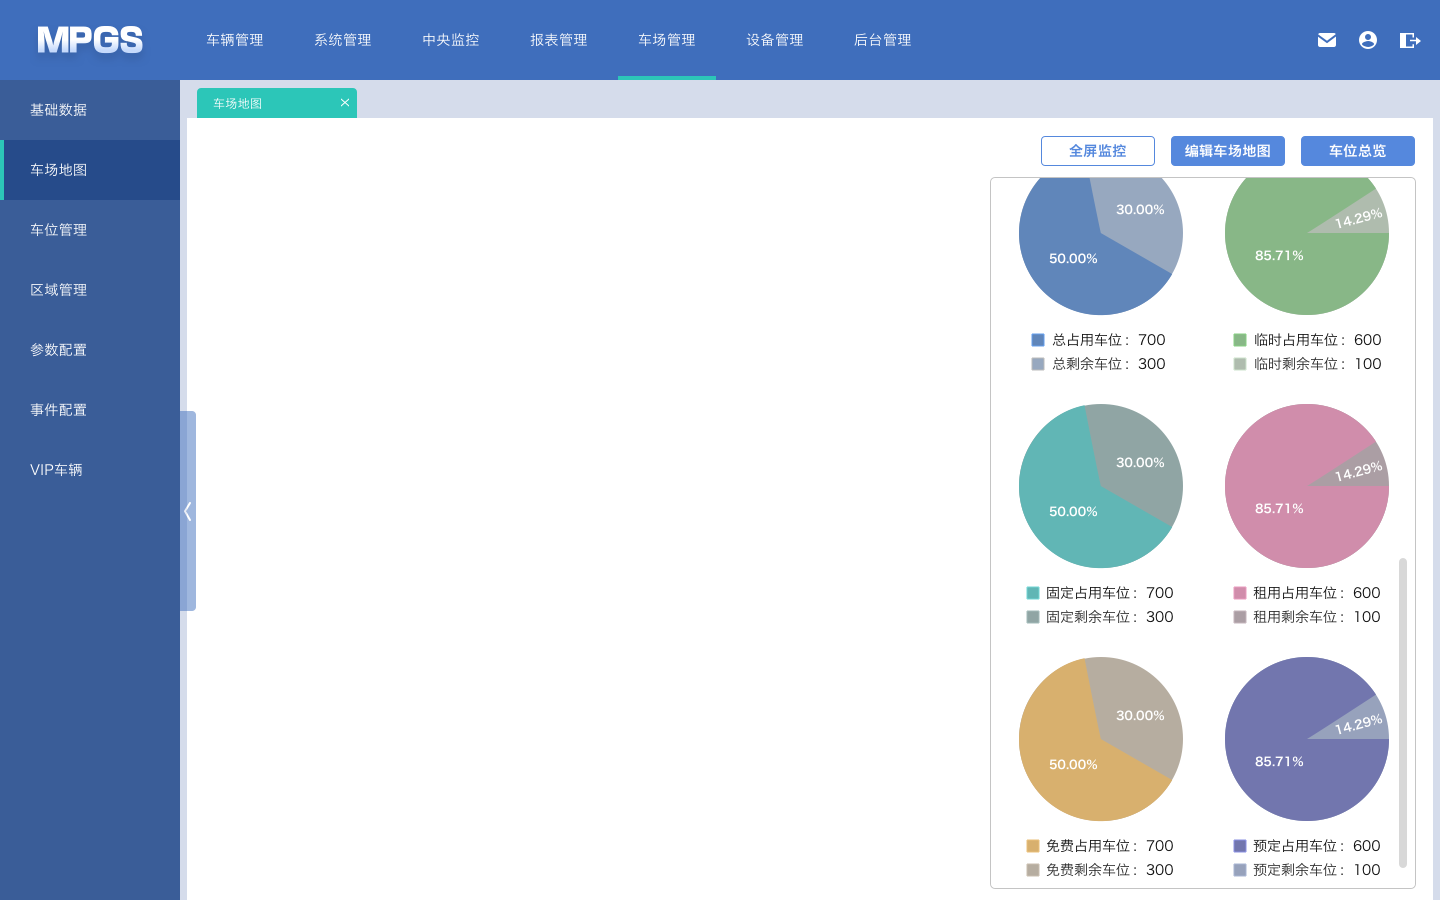 MPGS
车辆管理
系统管理
中央监控
报表管理
车场管理
设备管理
后台管理
基础数据
车场地图
车位管理
区域管理
参数配置
事件配置
VIP车辆
车场地图
全屏监控
编辑车场地图
车位总览
30.00%
50.00%
14.29%
85.71%
总占用车位：700
总剩余车位：300
临时占用车位：600
临时剩余车位：100
30.00%
50.00%
14.29%
85.71%
固定占用车位：700
固定剩余车位：300
租用占用车位：600
租用剩余车位：100
30.00%
50.00%
14.29%
85.71%
免费占用车位：700
免费剩余车位：300
预定占用车位：600
预定剩余车位：100